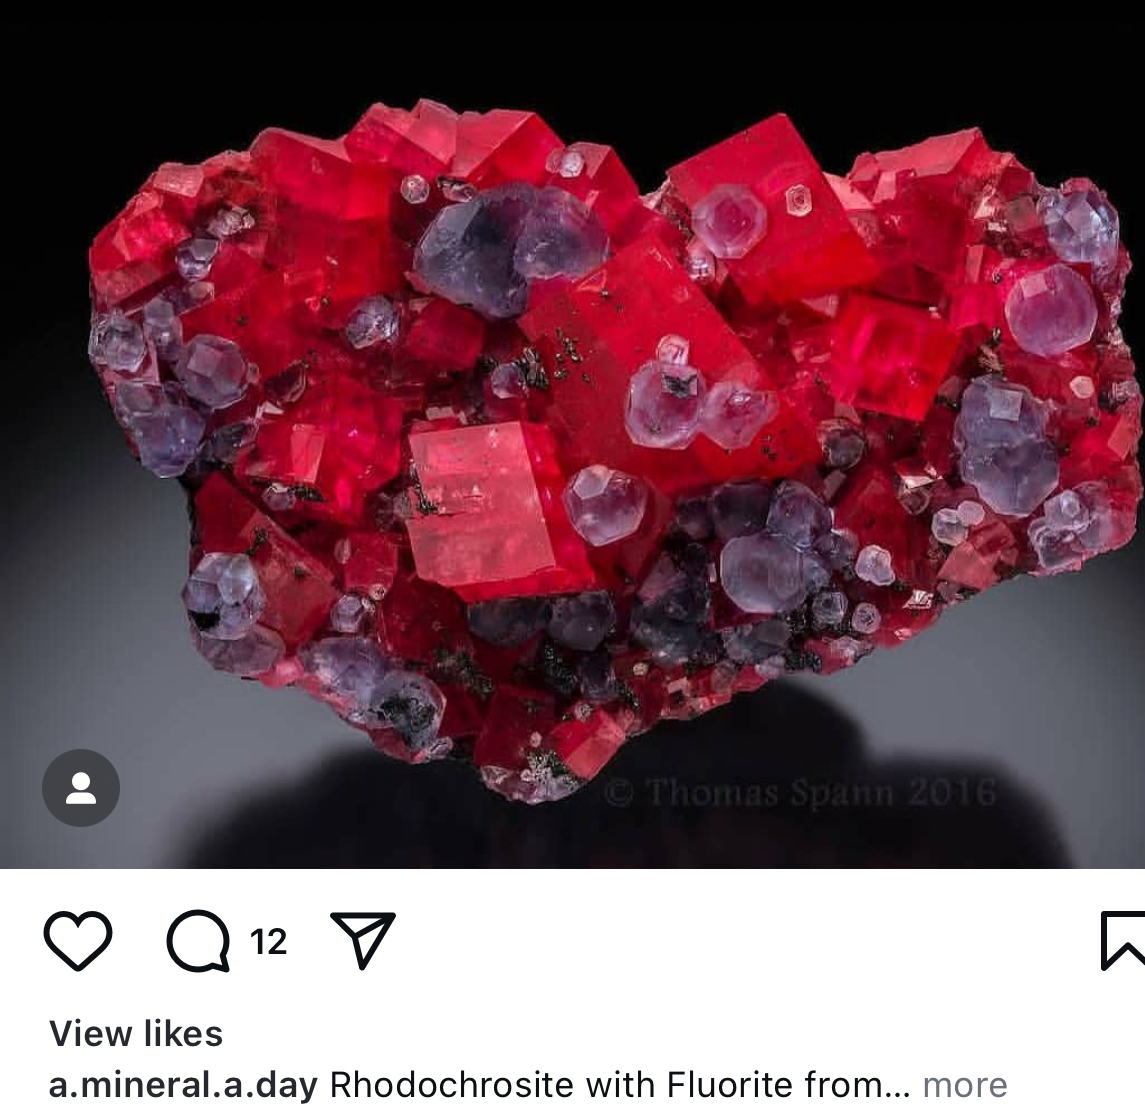 © Thomas Spann 2016
12
View likes
a.mineral.a.day Rhodochrosite with Fluorite from... more